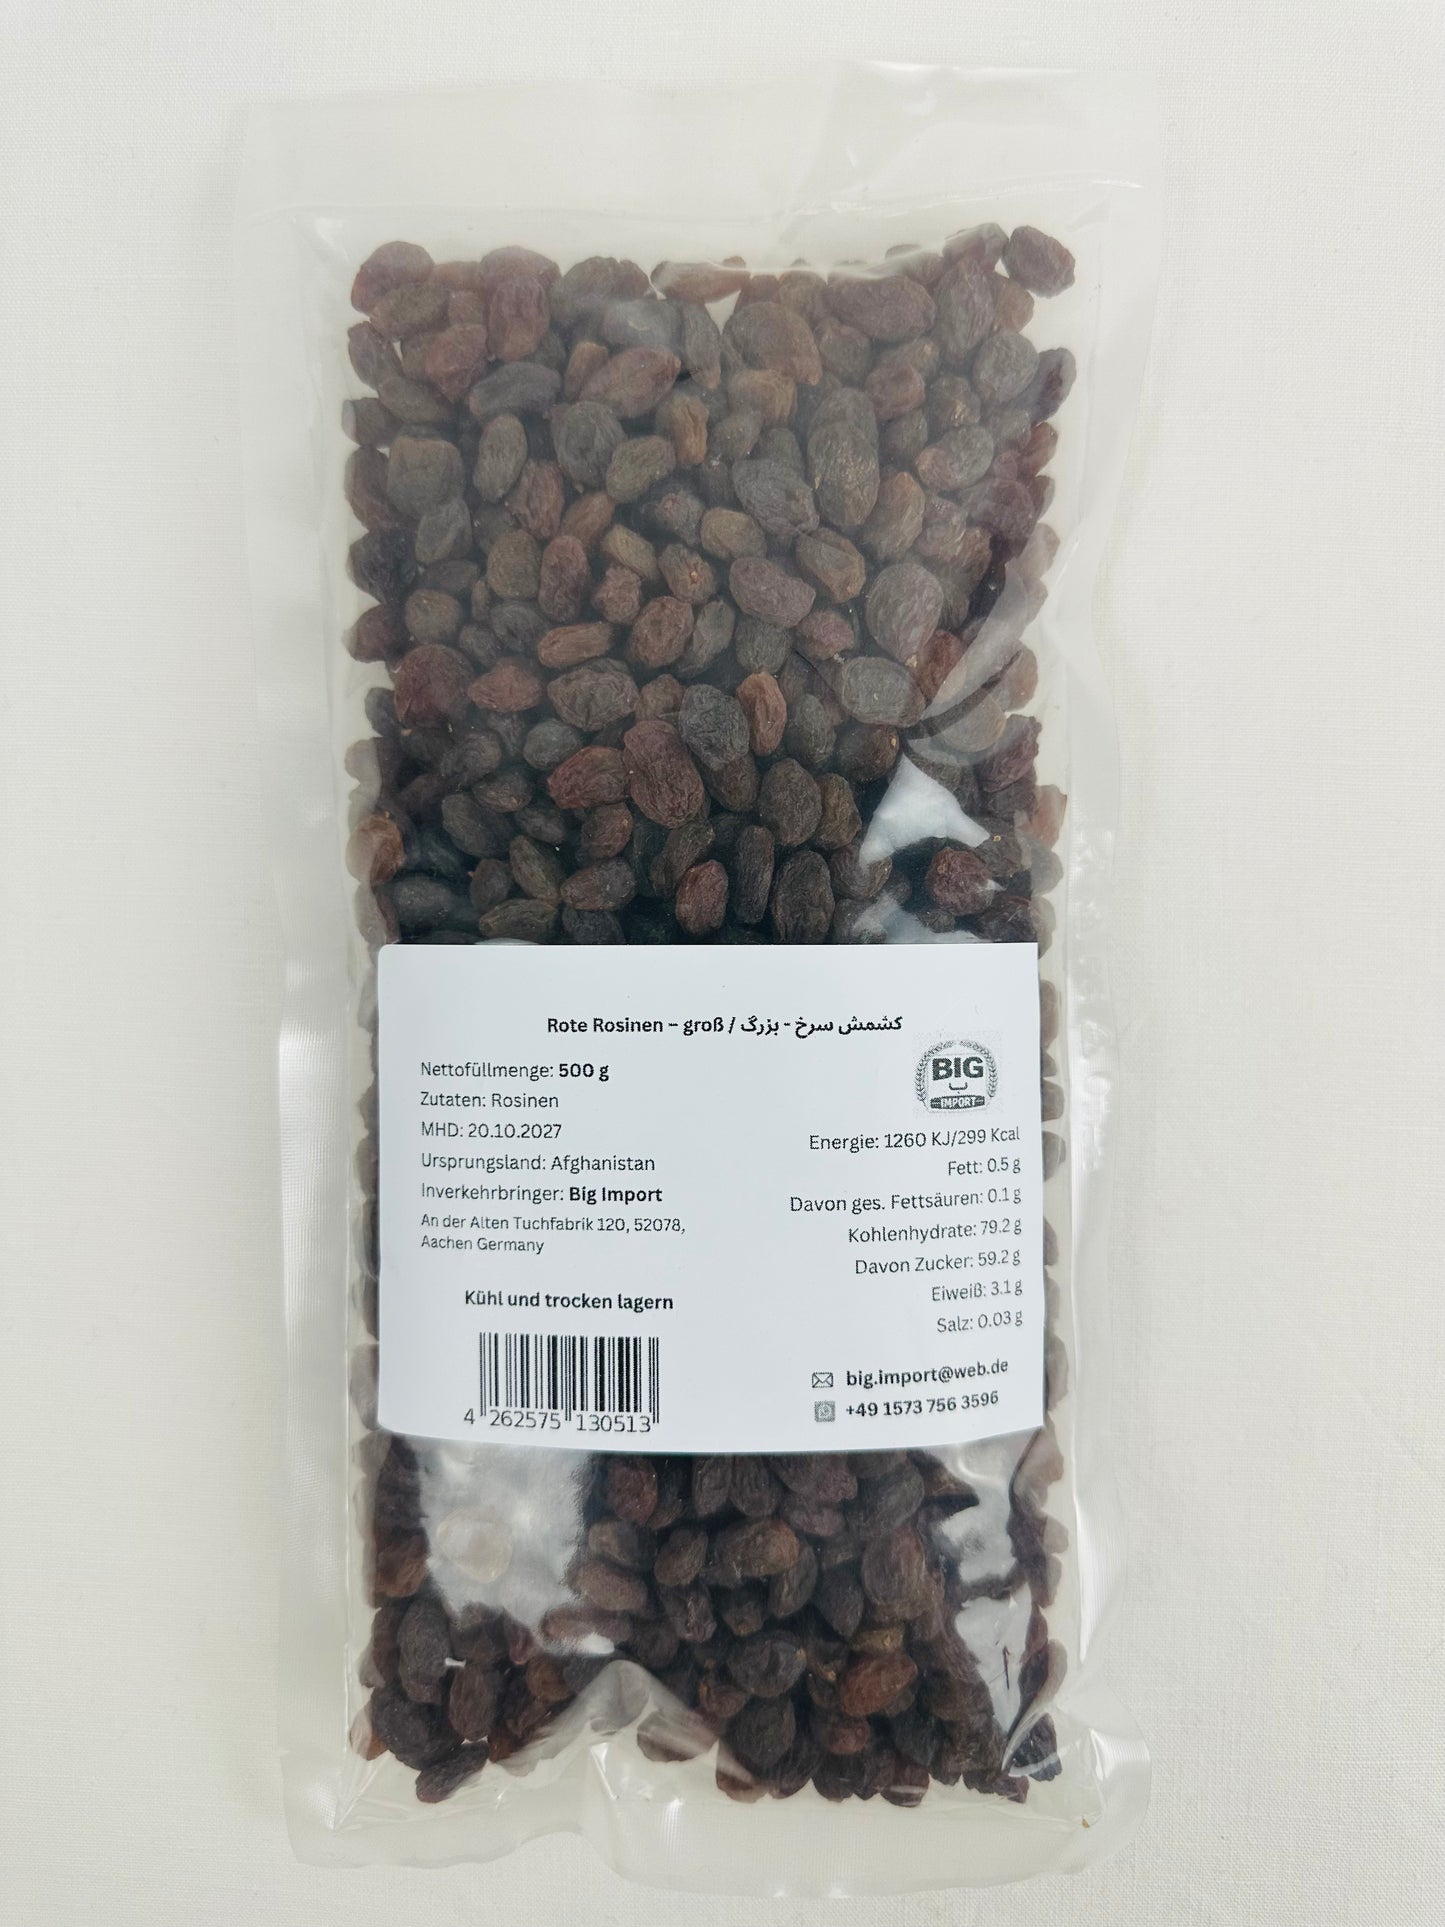 Rote Rosinen – groß / کشمش سرخ - بزرگ
Nettofüllmenge: 500 g
Zutaten: Rosinen
MHD: 20.10.2027
Ursprungsland: Afghanistan
Inverkehrbringer: Big Import
An der Alten Tuchfabrik 120, 52078,
Aachen Germany
Kühl und trocken lagern
4 262575 130513
BIG
ب
IMPORT
Energie: 1260 KJ/299 Kcal
Fett: 0.5 g
Davon ges. Fettsäuren: 0.1 g
Kohlenhydrate: 79.2 g
Davon Zucker: 59.2 g
Eiweiß: 3.1 g
Salz: 0.03 g
big.import@web.de
+49 1573 756 3596